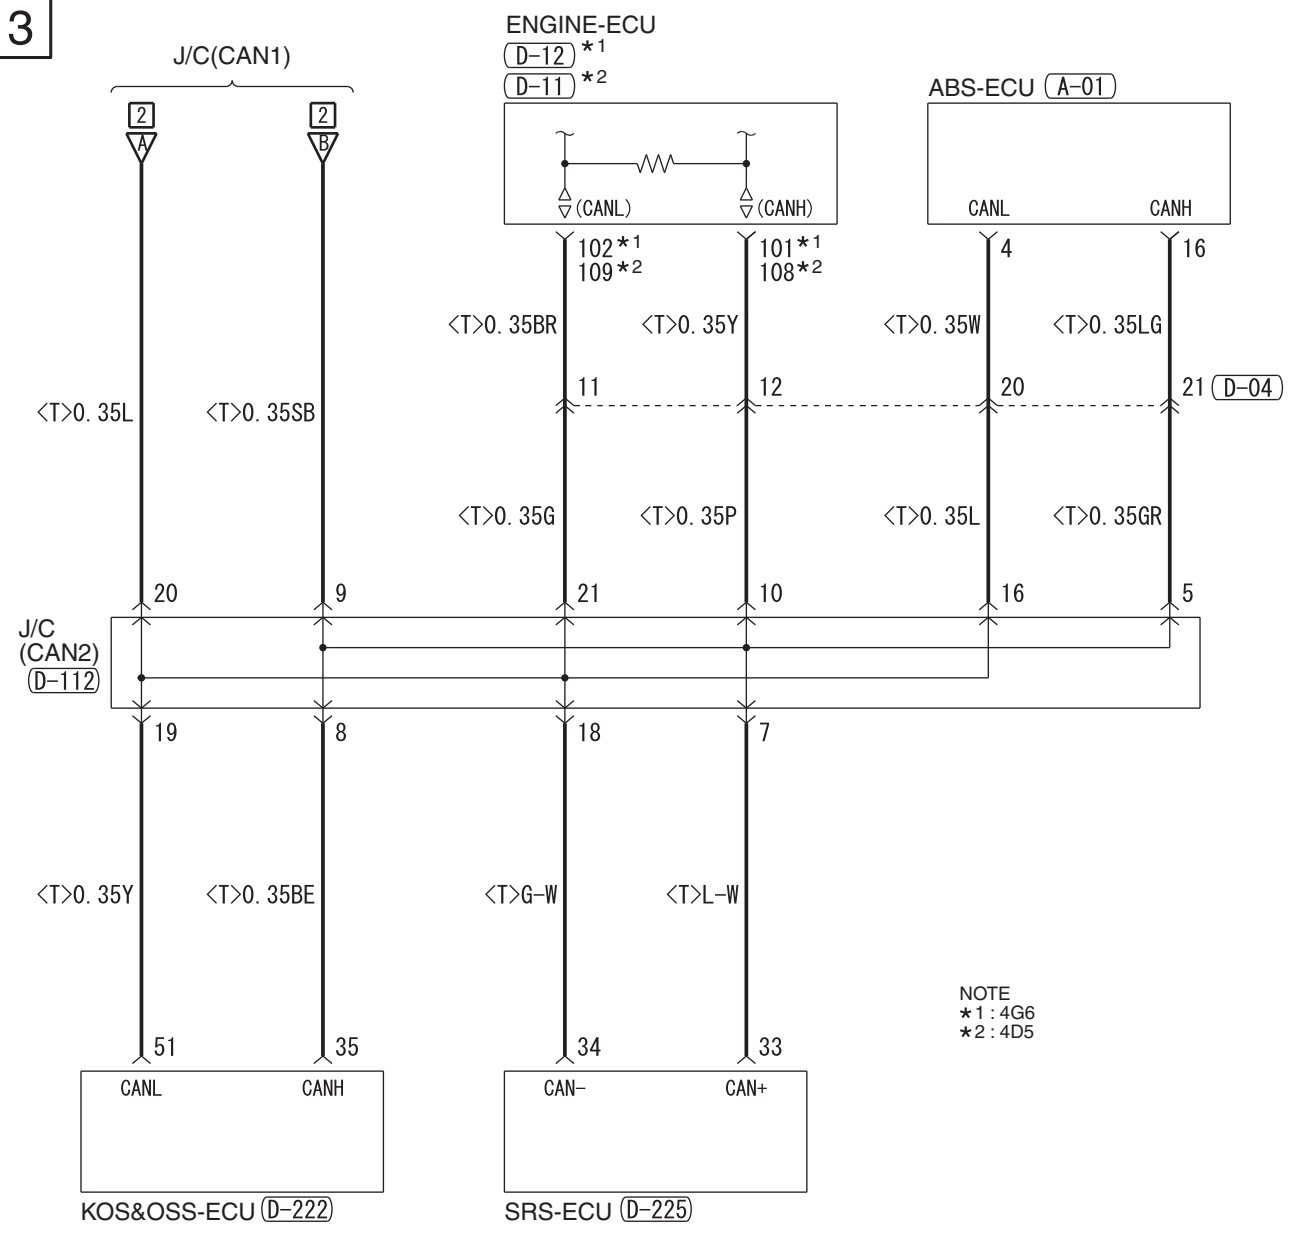 3
J/C(CAN1)
2
2
A
B
ENGINE-ECU
D-12 *1
D-11 *2
ABS-ECU A-01
(CANL)
(CANH)
CANL
CANH
102*1
109*2
101*1
108*2
4
16
<T>0.35BR
<T>0.35Y
<T>0.35W
<T>0.35LG
11
12
20
21 D-04
<T>0.35L
<T>0.35SB
<T>0.35G
<T>0.35P
<T>0.35L
<T>0.35GR
20
9
21
10
16
5
J/C
(CAN2)
D-112
19
8
18
7
<T>0.35Y
<T>0.35BE
<T>G-W
<T>L-W
NOTE
*1 : 4G6
*2 : 4D5
51
35
34
33
CANL
CANH
CAN-
CAN+
KOS&OSS-ECU D-222
SRS-ECU D-225